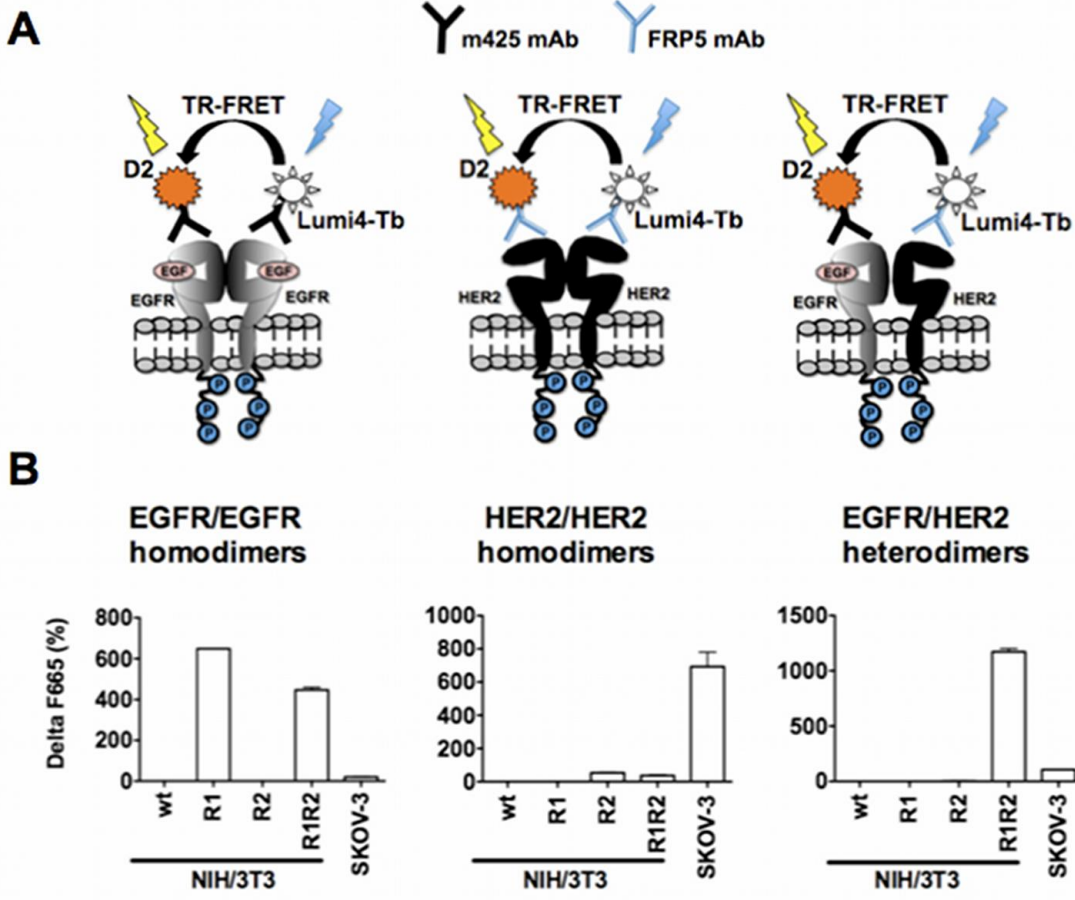 A
m425 mAb FRP5 mAb
TR-FRET TR-FRET TR-FRET
D2 D2 D2
Lumi4-Tb Lumi4-Tb Lumi4-Tb
EGF EGF EGF
EGFR EGFR HER2 HER2 EGFR HER2
P P P P P P
P P P P P P
P P P P P P
B
EGFR/EGFR HER2/HER2 EGFR/HER2
homodimers homodimers heterodimers
Delta F665 (%)
800
600
400
200
0
wt R1 R2 R1R2 SKOV-3
NIH/3T3
1000
800
600
400
200
0
wt R1 R2 R1R2 SKOV-3
NIH/3T3
1500
1000
500
0
wt R1 R2 R1R2 SKOV-3
NIH/3T3